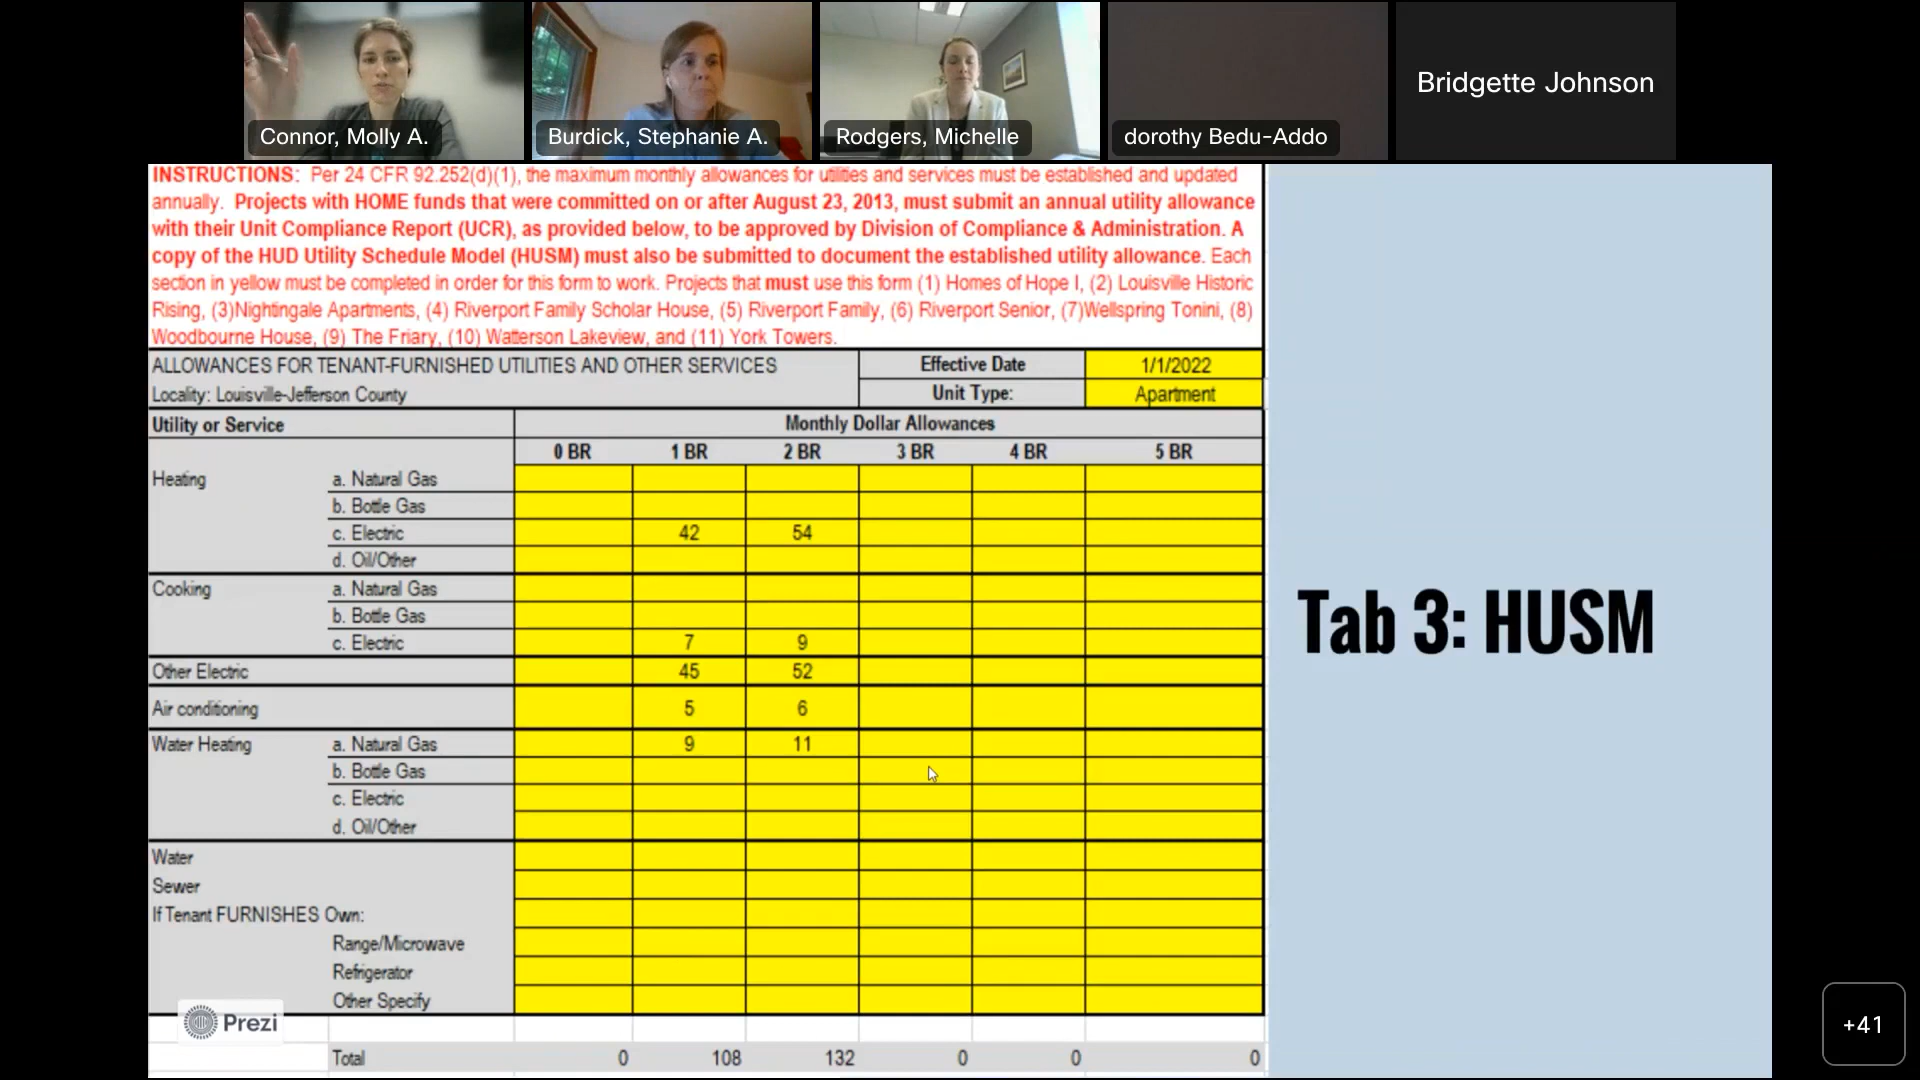 Connor, Molly A.
Burdick, Stephanie A.
Rodgers, Michelle
dorothy Bedu-Addo
Bridgette Johnson
INSTRUCTIONS: Per 24 CFR 92.252(d)(1), the maximum monthly allowances for utilities and services must be established and updated
annually. Projects with HOME funds that were committed on or after August 23, 2013, must submit an annual utility allowance
with their Unit Compliance Report (UCR), as provided below, to be approved by Division of Compliance & Administration. A
copy of the HUD Utility Schedule Model (HUSM) must also be submitted to document the established utility allowance. Each
section in yellow must be completed in order for this form to work. Projects that must use this form (1) Homes of Hope I, (2) Louisville Historic
Rising, (3)Nightingale Apartments, (4) Riverport Family Scholar House, (5) Riverport Family, (6) Riverport Senior, (7)Wellspring Tonini, (8)
Woodbourne House, (9) The Friary, (10) Watterson Lakeview, and (11) York Towers.
ALLOWANCES FOR TENANT-FURNISHED UTILITIES AND OTHER SERVICES Effective Date 1/1/2022
Locality: Louisville-Jefferson County Unit Type: Apartment
Utility or Service Monthly Dollar Allowances
0 BR 1 BR 2 BR 3 BR 4 BR 5 BR
Heating a. Natural Gas
b. Bottle Gas
c. Electric 42 54
d. Oil/Other
Cooking a. Natural Gas
b. Bottle Gas
c. Electric 7 9
Other Electric 45 52
Air conditioning 5 6
Water Heating a. Natural Gas 9 11
b. Bottle Gas
c. Electric
d. Oil/Other
Water
Sewer
If Tenant FURNISHES Own:
Range/Microwave
Refrigerator
Other Specify
Total 0 108 132 0 0 0
Tab 3: HUSM
Prezi
+41